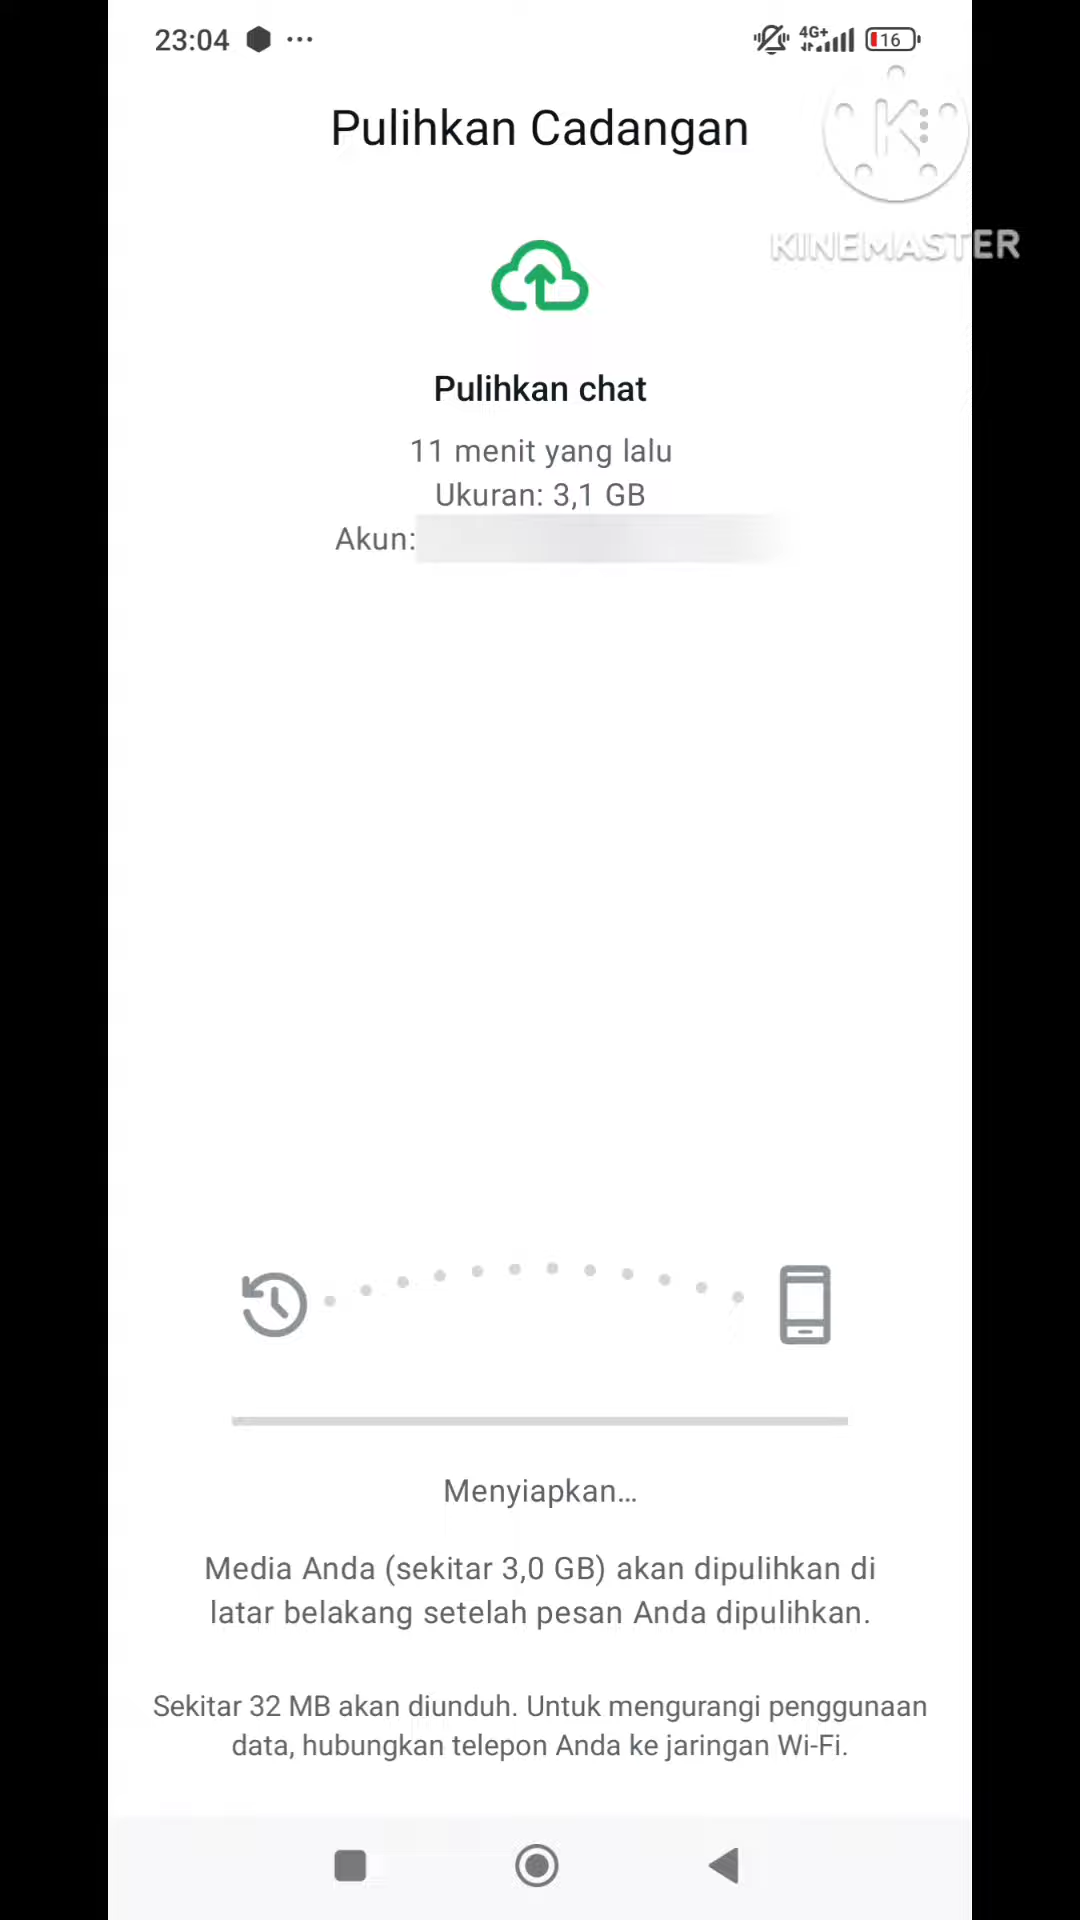 23:04
4G+
16
Pulihkan Cadangan
KINEMASTER
Pulihkan chat
11 menit yang lalu
Ukuran: 3,1 GB
Akun:
Menyiapkan...
Media Anda (sekitar 3,0 GB) akan dipulihkan di
latar belakang setelah pesan Anda dipulihkan.
Sekitar 32 MB akan diunduh. Untuk mengurangi penggunaan
data, hubungkan telepon Anda ke jaringan Wi-Fi.